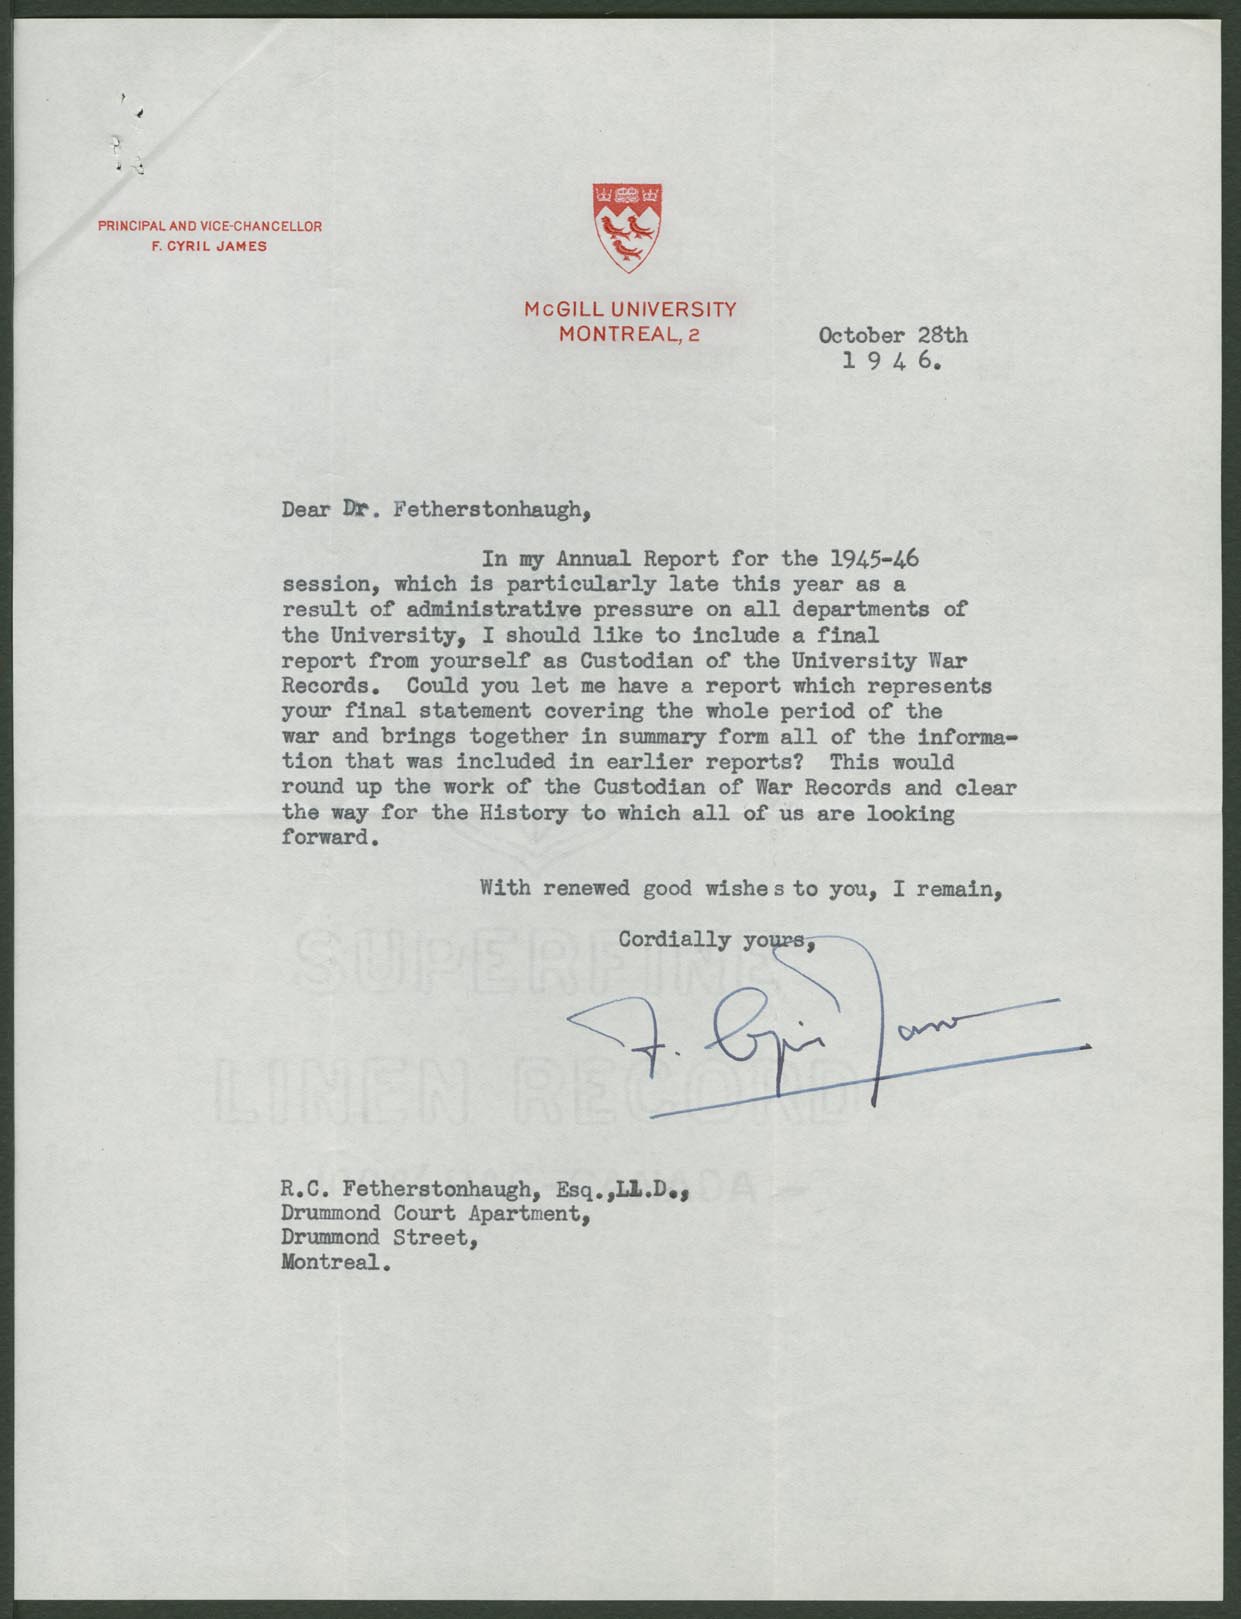 PRINCIPAL AND VICE-CHANCELLOR
F. CYRIL JAMES
McGILL UNIVERSITY
MONTREAL, 2
October 28th
1 9 4 6.
Dear Dr. Fetherstonhaugh,
In my Annual Report for the 1945-46
session, which is particularly late this year as a
result of administrative pressure on all departments of
the University, I should like to include a final
report from yourself as Custodian of the University War
Records. Could you let me have a report which represents
your final statement covering the whole period of the
war and brings together in summary form all of the informa-
tion that was included in earlier reports? This would
round up the work of the Custodian of War Records and clear
the way for the History to which all of us are looking
forward.
With renewed good wishes to you, I remain,
Cordially yours,
F. Cyril James
SUPERFINE
LINEN RECORD
R.C. Fetherstonhaugh, Esq.,LL.D.,
Drummond Court Apartment,
Drummond Street,
Montreal.